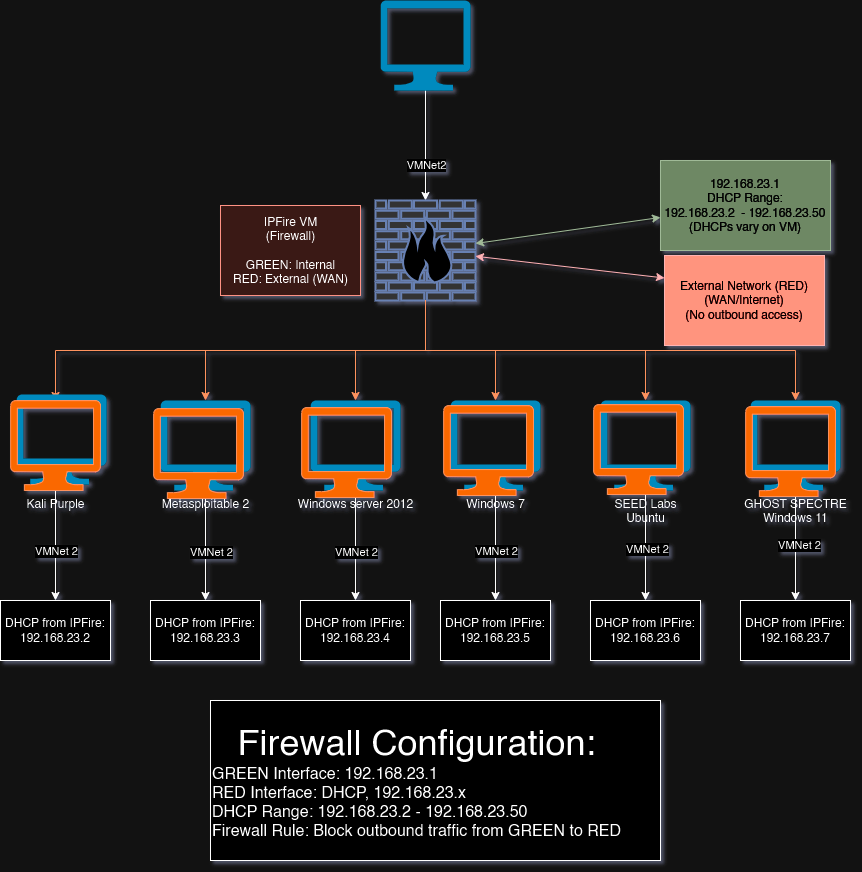 VMNet2
IPFire VM
(Firewall)
GREEN: Internal
RED: External (WAN)
192.168.23.1
DHCP Range:
192.168.23.2 - 192.168.23.50
(DHCPs vary on VM)
External Network (RED)
(WAN/Internet)
(No outbound access)
Kali Purple
Metasploitable 2
Windows server 2012
Windows 7
SEED Labs
Ubuntu
GHOST SPECTRE
Windows 11
VMNet 2
VMNet 2
VMNet 2
VMNet 2
VMNet 2
VMNet 2
DHCP from IPFire:
192.168.23.2
DHCP from IPFire:
192.168.23.3
DHCP from IPFire:
192.168.23.4
DHCP from IPFire:
192.168.23.5
DHCP from IPFire:
192.168.23.6
DHCP from IPFire:
192.168.23.7
Firewall Configuration:
GREEN Interface: 192.168.23.1
RED Interface: DHCP, 192.168.23.x
DHCP Range: 192.168.23.2 - 192.168.23.50
Firewall Rule: Block outbound traffic from GREEN to RED